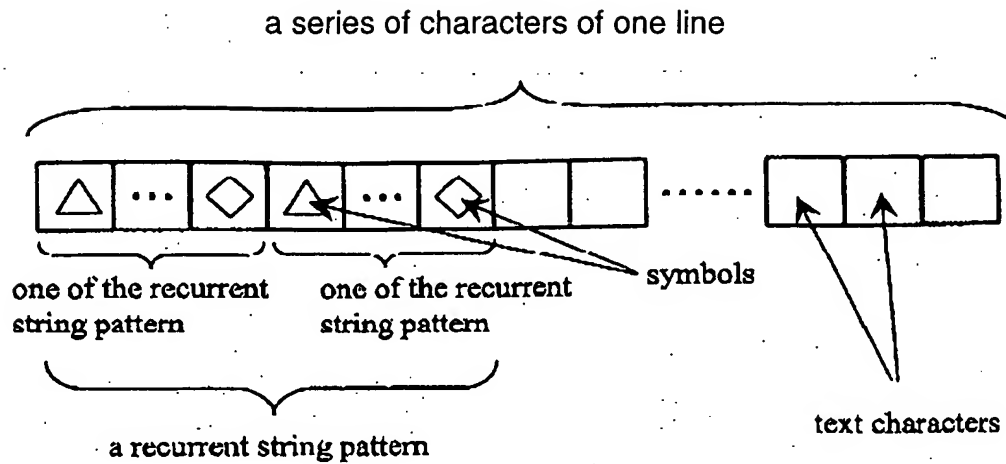 a series of characters of one line
one of the recurrent
string pattern
one of the recurrent
string pattern
symbols
a recurrent string pattern
text characters